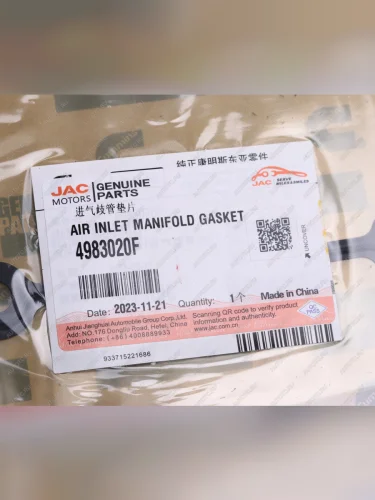 纯正康明斯东亚零件
JAC
MOTORS
GENUINE
PARTS
JAC
进气歧管垫片
AIR INLET MANIFOLD GASKET
4983020F
UNCOVER
Date: 2023-11-21 Quantity: 1个 Made in China
Anhui Jianghuai Automobile Group Corp.,Ltd.
Add: NO.176 Dongliu Road, Hefei, China
Telephone: (+86)4008889933
Scanning QR code to verify product
information and authenticity.
www.jac.com.cn
933715221686